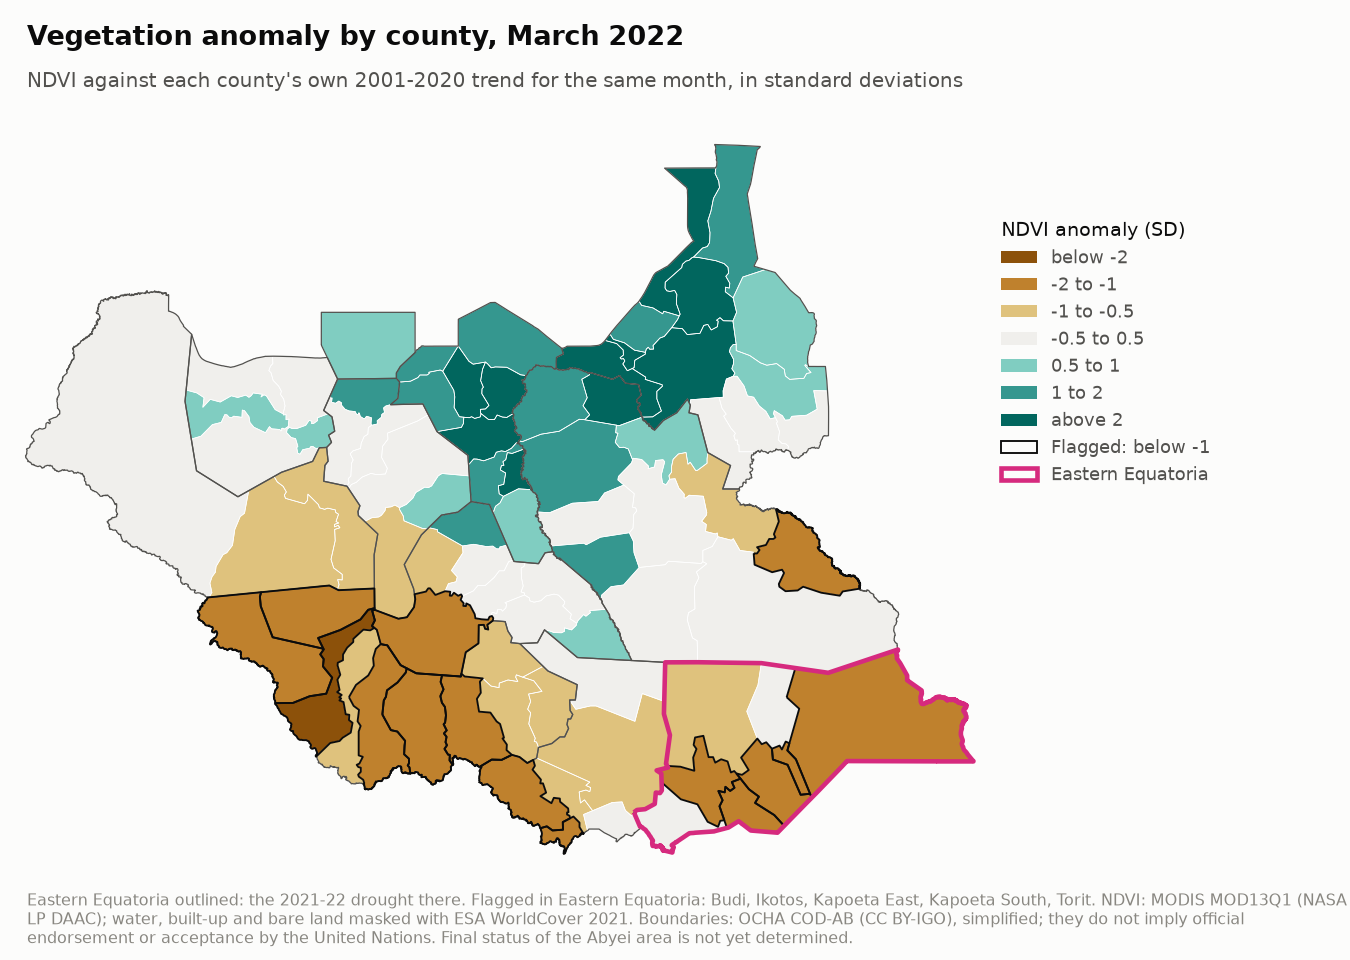 Vegetation anomaly by county, March 2022
NDVI against each county's own 2001-2020 trend for the same month, in standard deviations
NDVI anomaly (SD)
below -2
-2 to -1
-1 to -0.5
-0.5 to 0.5
0.5 to 1
1 to 2
above 2
Flagged: below -1
Eastern Equatoria
Eastern Equatoria outlined: the 2021-22 drought there. Flagged in Eastern Equatoria: Budi, Ikotos, Kapoeta East, Kapoeta South, Torit. NDVI: MODIS MOD13Q1 (NASA
LP DAAC); water, built-up and bare land masked with ESA WorldCover 2021. Boundaries: OCHA COD-AB (CC BY-IGO), simplified; they do not imply official
endorsement or acceptance by the United Nations. Final status of the Abyei area is not yet determined.